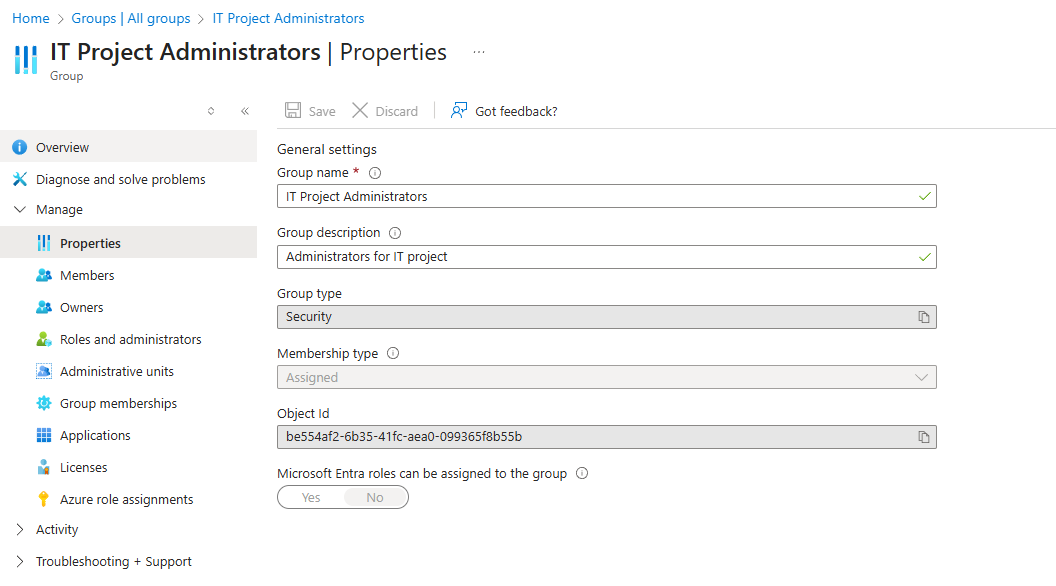 Home > Groups | All groups > IT Project Administrators
IT Project Administrators | Properties ...
Group
Save Discard Got feedback?
Overview
Diagnose and solve problems
Manage
Properties
Members
Owners
Roles and administrators
Administrative units
Group memberships
Applications
Licenses
Azure role assignments
Activity
Troubleshooting + Support
General settings
Group name *
IT Project Administrators
Group description
Administrators for IT project
Group type
Security
Membership type
Assigned
Object Id
be554af2-6b35-41fc-aea0-099365f8b55b
Microsoft Entra roles can be assigned to the group
Yes No